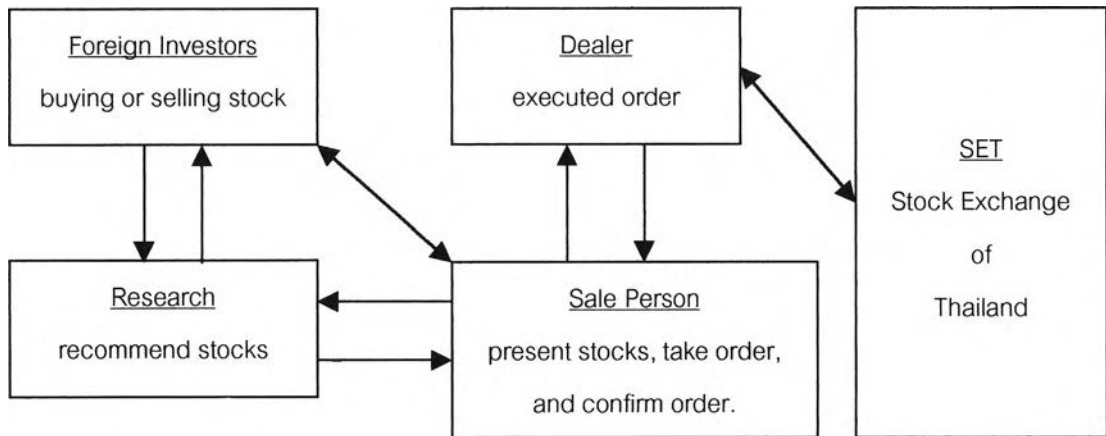 Foreign Investors
buying or selling stock
Dealer
executed order
SET
Stock Exchange
of
Thailand
Research
recommend stocks
Sale Person
present stocks, take order,
and confirm order.